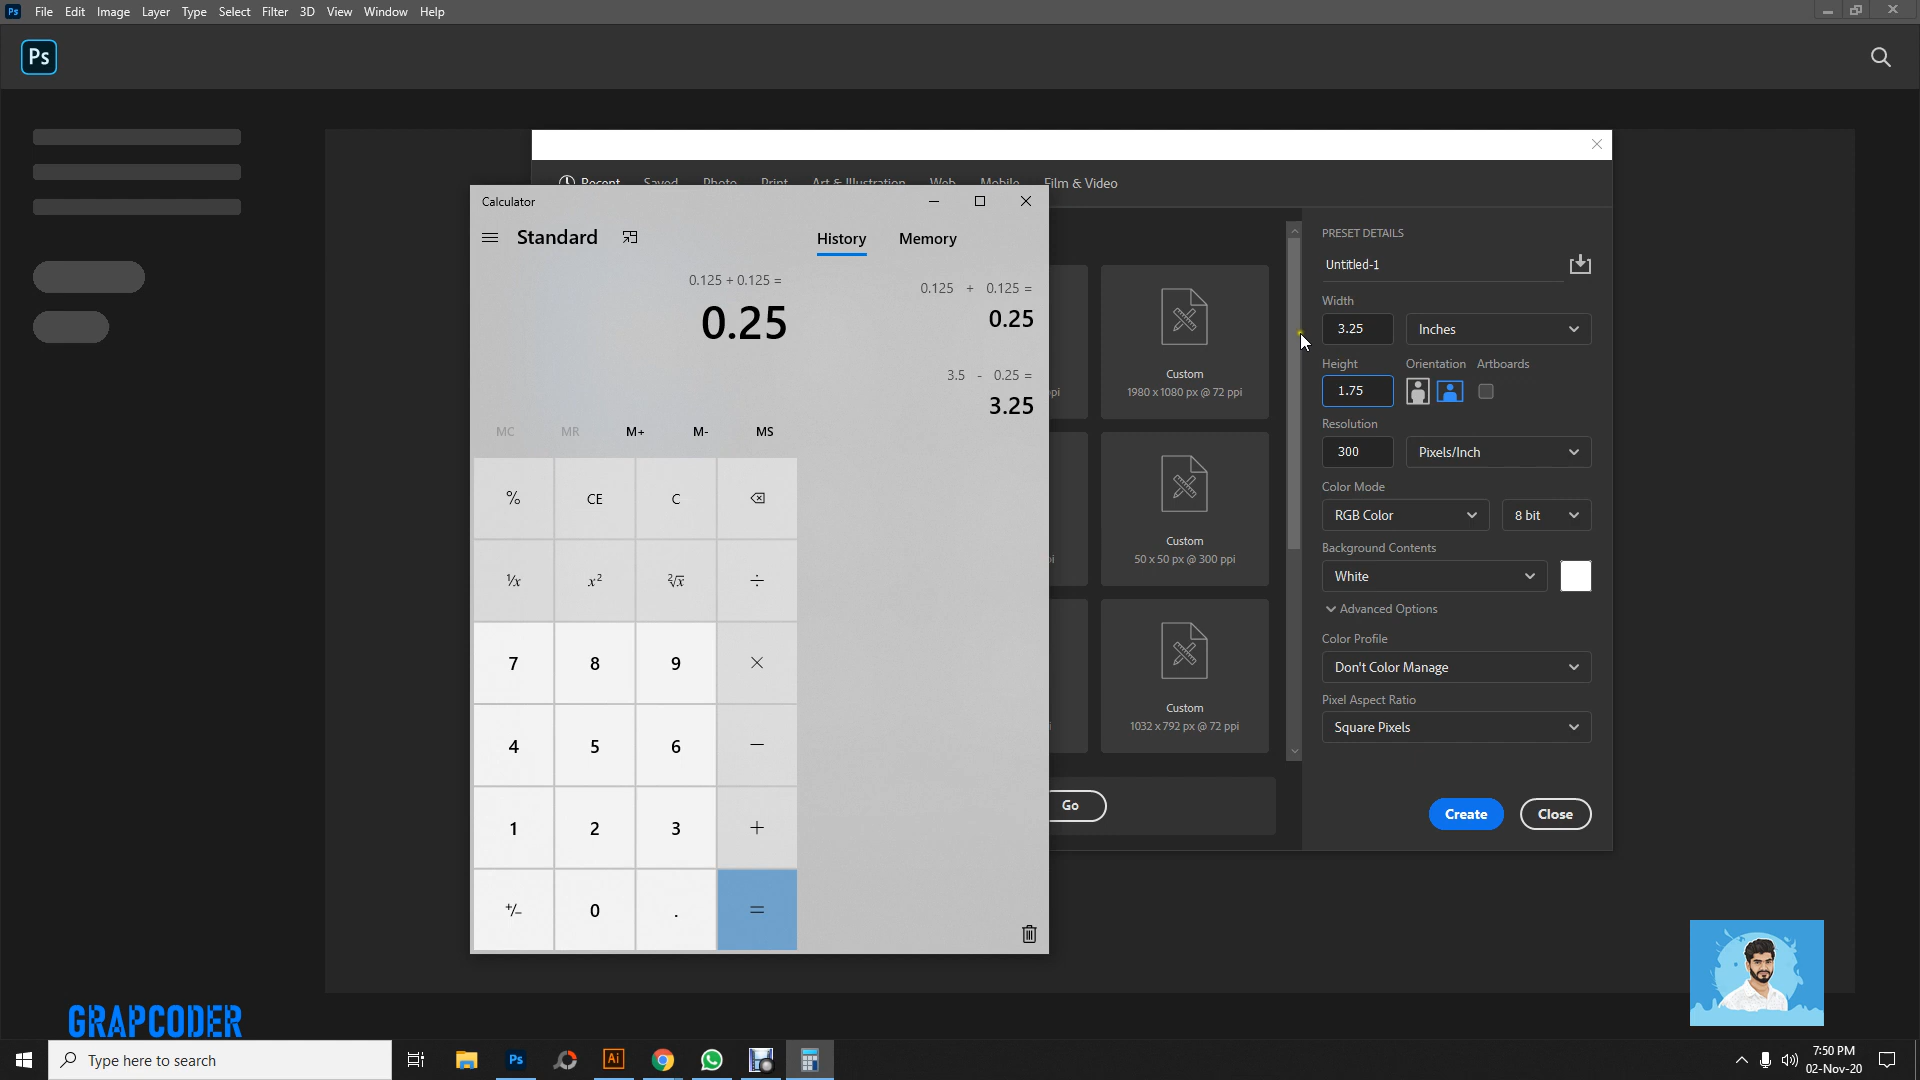 Ps File Edit Image Layer Type Select Filter 3D View Window Help
Ps
Recent Saved Photo Print Art & Illustration Web Mobile Film & Video
Calculator
Standard
History Memory
0.125 + 0.125 =
0.25
0.125 + 0.125 =
0.25
3.5 - 0.25 =
3.25
MC MR M+ M- MS
% CE C
¹/x x² ²√x ÷
7 8 9 ×
4 5 6 −
1 2 3 +
+/− 0 . =
Custom
1980 x 1080 px @ 72 ppi
Custom
50 x 50 px @ 300 ppi
Custom
1032 x 792 px @ 72 ppi
Go
PRESET DETAILS
Untitled-1
Width
3.25 Inches
Height Orientation Artboards
1.75
Resolution
300 Pixels/Inch
Color Mode
RGB Color 8 bit
Background Contents
White
Advanced Options
Color Profile
Don't Color Manage
Pixel Aspect Ratio
Square Pixels
Create Close
GRAPCODER
Type here to search
Ps Ai
7:50 PM
02-Nov-20